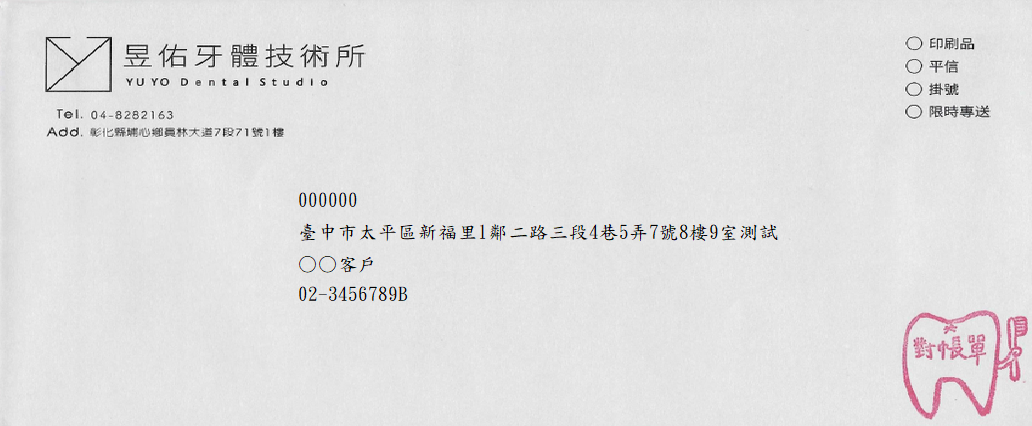 昱佑牙體技術所
YUYO Dental Studio
Tel. 04-8282163
Add. 彰化縣埔心鄉員林大道7段71號1樓
○ 印刷品
○ 平信
○ 掛號
○ 限時專送
000000
臺中市太平區新福里1鄰二路三段4巷5弄7號8樓9室測試
○○客戶
02-3456789B
對帳單